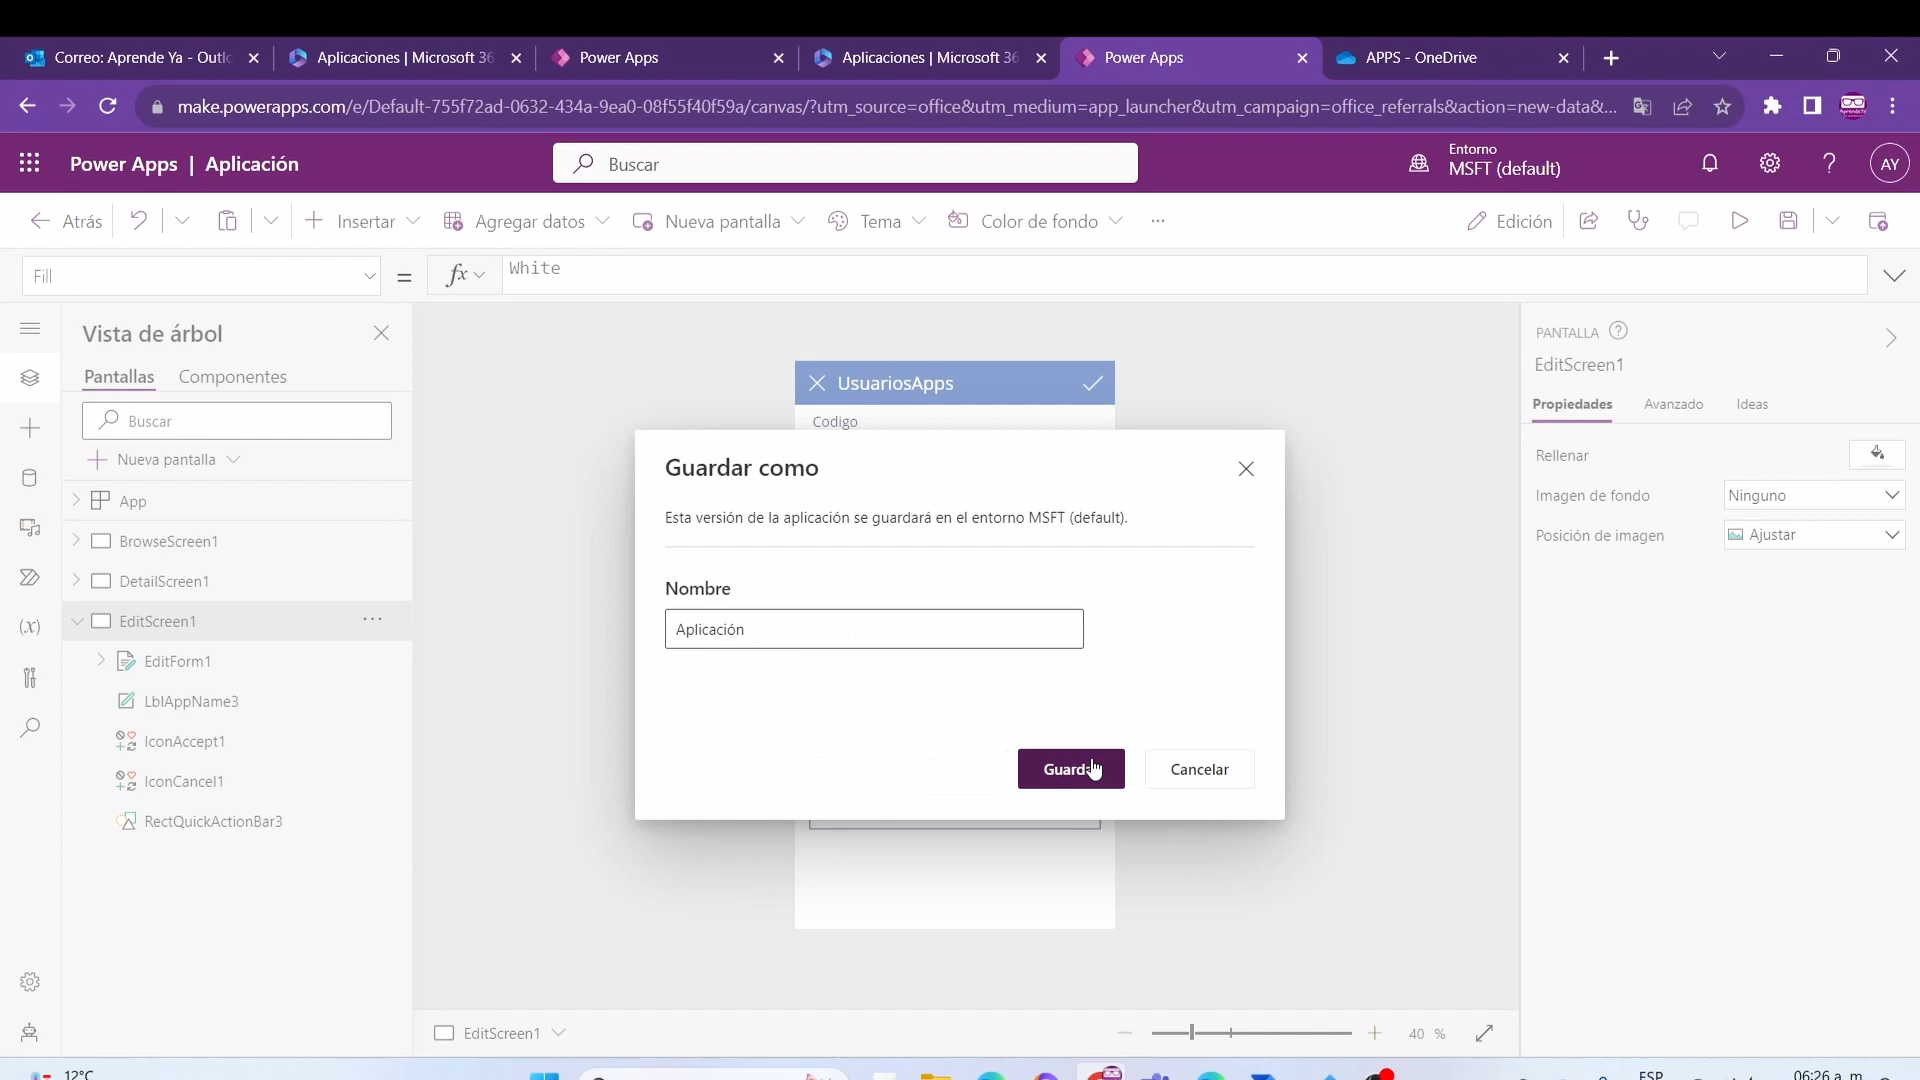 Correo: Aprende Ya - Outlo
Aplicaciones | Microsoft 36
Power Apps
Aplicaciones | Microsoft 36
Power Apps
APPS - OneDrive
make.powerapps.com/e/Default-755f72ad-0632-434a-9ea0-08f55f40f59a/canvas/?utm_source=office&utm_medium=app_launcher&utm_campaign=office_referrals&action=new-data&...
Power Apps | Aplicación
Buscar
Entorno
MSFT (default)
AY
Atrás
Insertar
Agregar datos
Nueva pantalla
Tema
Color de fondo
...
Edición
Fill
=
fx
White
Vista de árbol
Pantallas
Componentes
Buscar
Nueva pantalla
App
BrowseScreen1
DetailScreen1
EditScreen1
...
EditForm1
LblAppName3
IconAccept1
IconCancel1
RectQuickActionBar3
UsuariosApps
Codigo
Guardar como
Esta versión de la aplicación se guardará en el entorno MSFT (default).
Nombre
Aplicación
Cancelar
PANTALLA
EditScreen1
Propiedades
Avanzado
Ideas
Rellenar
Imagen de fondo
Ninguno
Posición de imagen
Ajustar
EditScreen1
40 %
12°C
ESP
06:26 a. m.